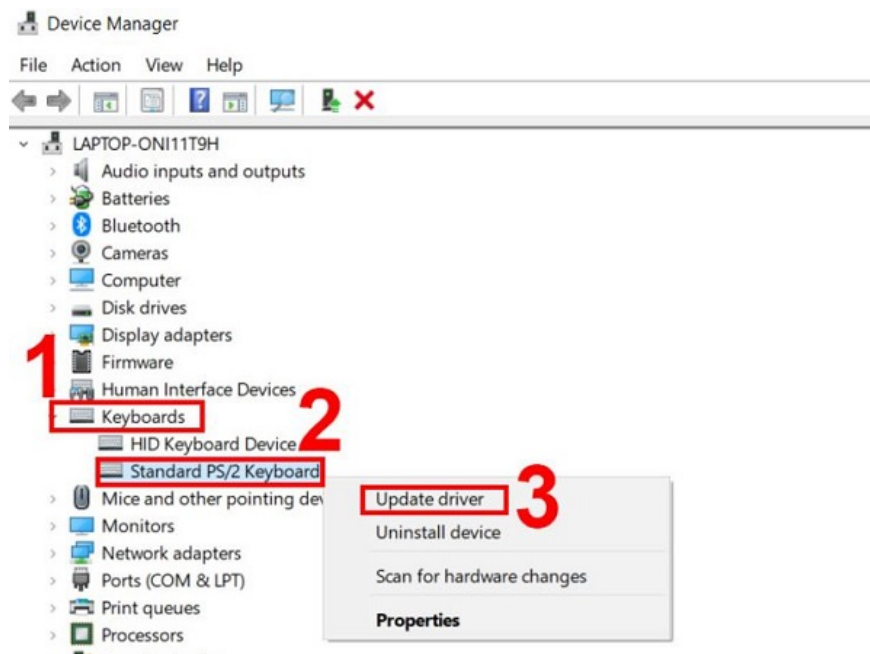 Device Manager
File Action View Help
LAPTOP-ONI11T9H
Audio inputs and outputs
Batteries
Bluetooth
Cameras
Computer
Disk drives
Display adapters
1
Firmware
Human Interface Devices
2
Keyboards
HID Keyboard Device
Standard PS/2 Keyboard
3
Mice and other pointing dev
Update driver
Uninstall device
Scan for hardware changes
Properties
Monitors
Network adapters
Ports (COM & LPT)
Print queues
Processors